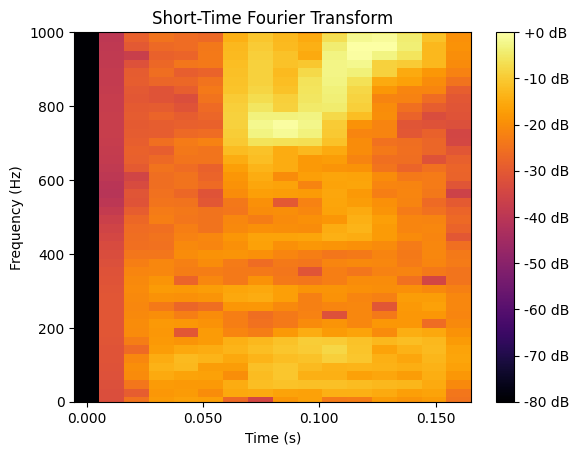 Short-Time Fourier Transform
1000
800
600
400
200
0
Frequency (Hz)
0.000
0.050
0.100
0.150
Time (s)
+0 dB
-10 dB
-20 dB
-30 dB
-40 dB
-50 dB
-60 dB
-70 dB
-80 dB